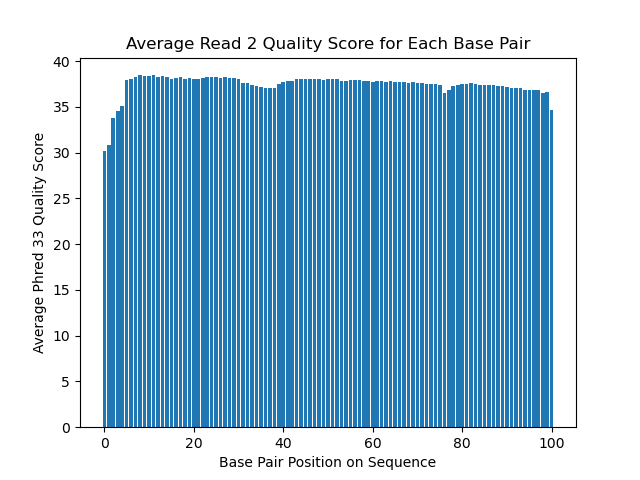 Average Read 2 Quality Score for Each Base Pair
Average Phred 33 Quality Score
40
35
30
25
20
15
10
5
0
0 20 40 60 80 100
Base Pair Position on Sequence